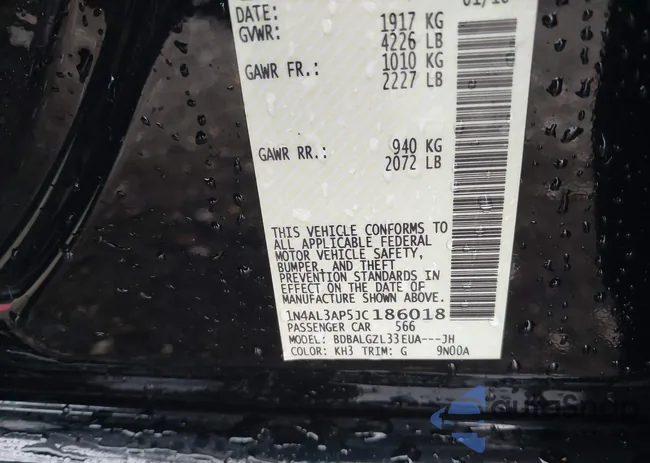 DATE:
GVWR: 1917 KG
4226 LB
GAWR FR.: 1010 KG
2227 LB
GAWR RR.: 940 KG
2072 LB
THIS VEHICLE CONFORMS TO
ALL APPLICABLE FEDERAL
MOTOR VEHICLE SAFETY,
BUMPER, AND THEFT
PREVENTION STANDARDS IN
EFFECT ON THE DATE OF
MANUFACTURE SHOWN ABOVE.
1N4AL3AP5JC186018
PASSENGER CAR 566
MODEL: BDBALGZL33EUA---JH
COLOR: KH3 TRIM: G 9N00A